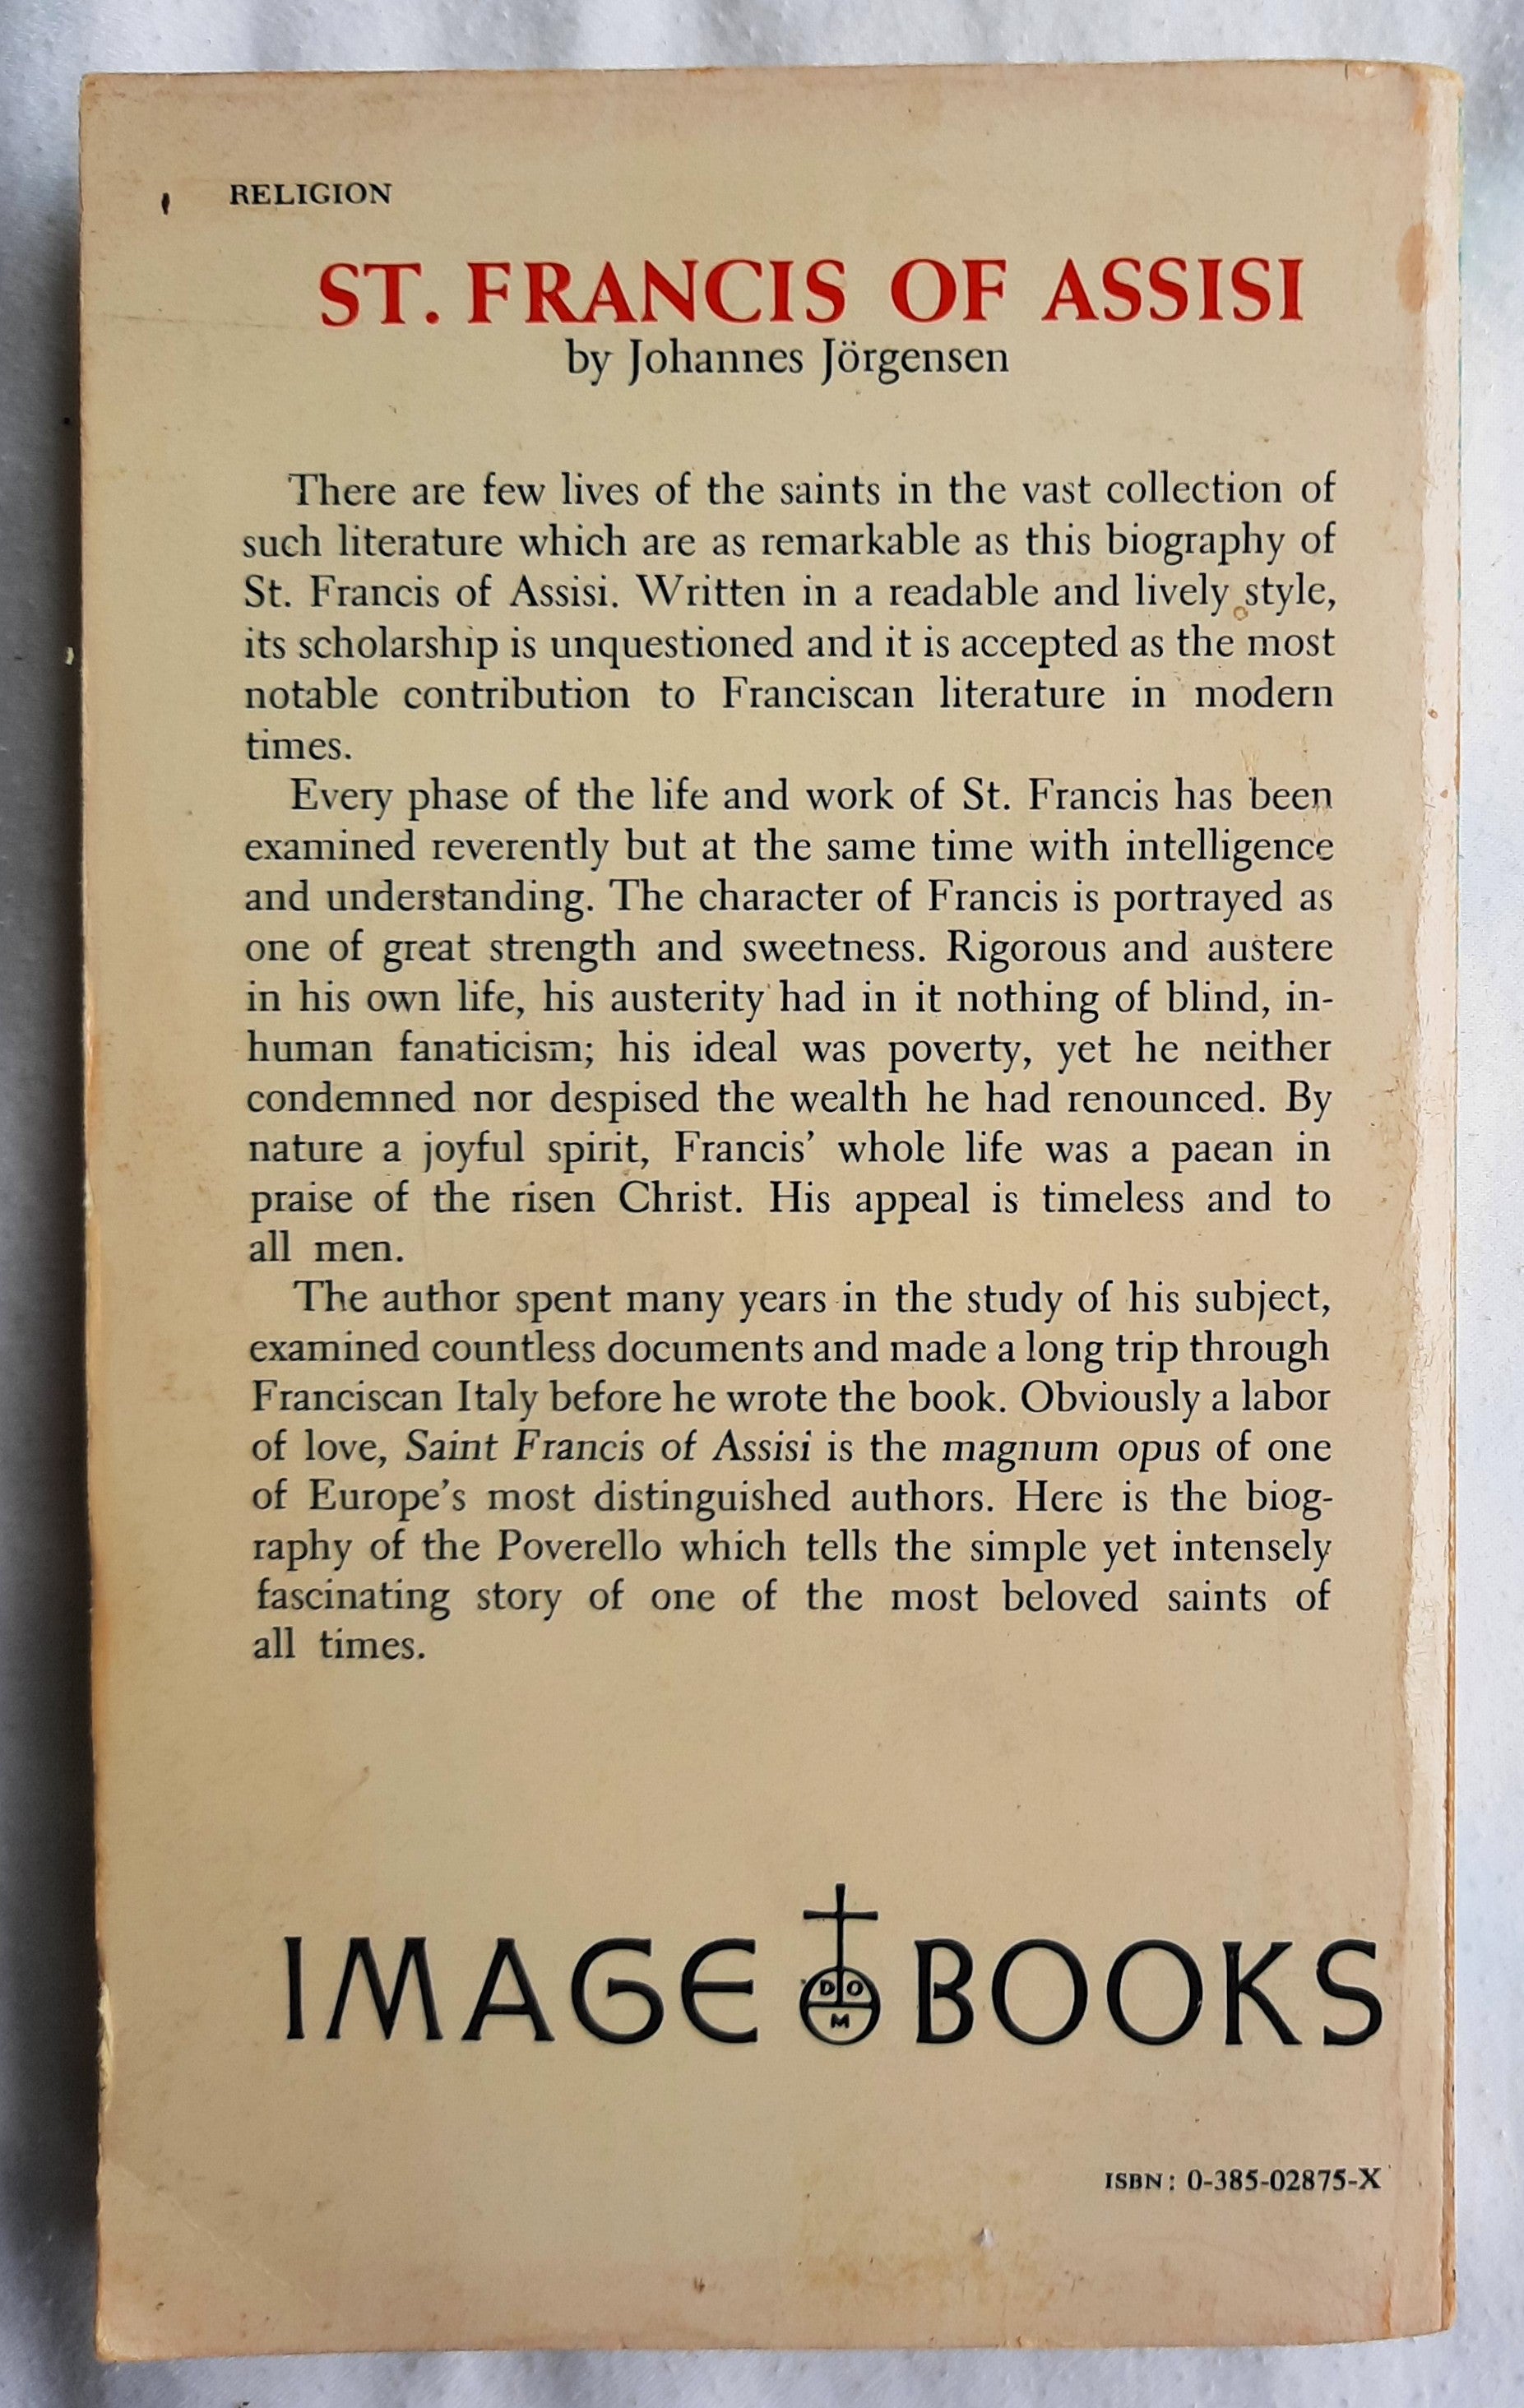 RELIGION
ST. FRANCIS OF ASSISI
by Johannes Jörgensen
There are few lives of the saints in the vast collection of
such literature which are as remarkable as this biography of
St. Francis of Assisi. Written in a readable and lively style,
its scholarship is unquestioned and it is accepted as the most
notable contribution to Franciscan literature in modern
times.
Every phase of the life and work of St. Francis has been
examined reverently but at the same time with intelligence
and understanding. The character of Francis is portrayed as
one of great strength and sweetness. Rigorous and austere
in his own life, his austerity had in it nothing of blind, in-
human fanaticism; his ideal was poverty, yet he neither
condemned nor despised the wealth he had renounced. By
nature a joyful spirit, Francis' whole life was a paean in
praise of the risen Christ. His appeal is timeless and to
all men.
The author spent many years in the study of his subject,
examined countless documents and made a long trip through
Franciscan Italy before he wrote the book. Obviously a labor
of love, Saint Francis of Assisi is the magnum opus of one
of Europe's most distinguished authors. Here is the biog-
raphy of the Poverello which tells the simple yet intensely
fascinating story of one of the most beloved saints of
all times.
IMAGE BOOKS
D O
M
ISBN: 0-385-02875-X